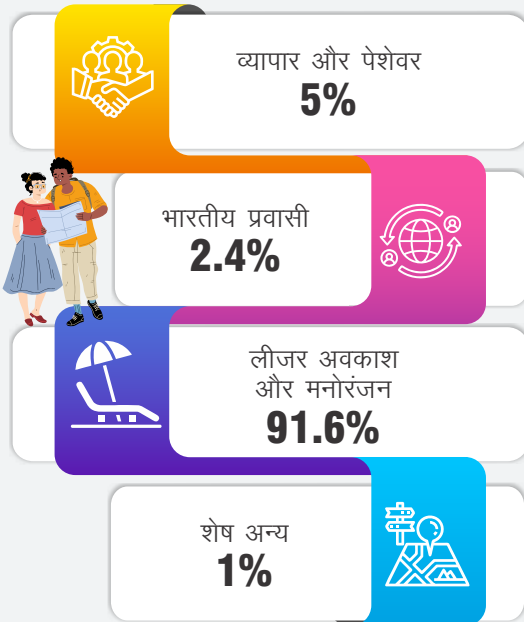 व्यापार और पेशेवर
5%
भारतीय प्रवासी
2.4%
लीजर अवकाश
और मनोरंजन
91.6%
शेष अन्य
1%